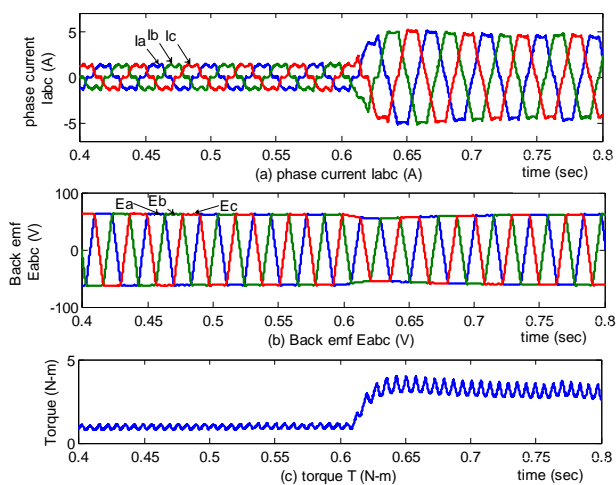 5
0
-5
phase current
Iabc (A)
Ia Ib Ic
0.4 0.45 0.5 0.55 0.6 0.65 0.7 0.75 0.8
time (sec)
(a) phase current Iabc (A)
100
0
-100
Back emf
Eabc (V)
Ea Eb Ec
0.4 0.45 0.5 0.55 0.6 0.65 0.7 0.75 0.8
(b) Back emf Eabc (V)
time (sec)
5
0
Torque (N-m)
0.4 0.45 0.5 0.55 0.6 0.65 0.7 0.75 0.8
(c) torque T (N-m)
time (sec)